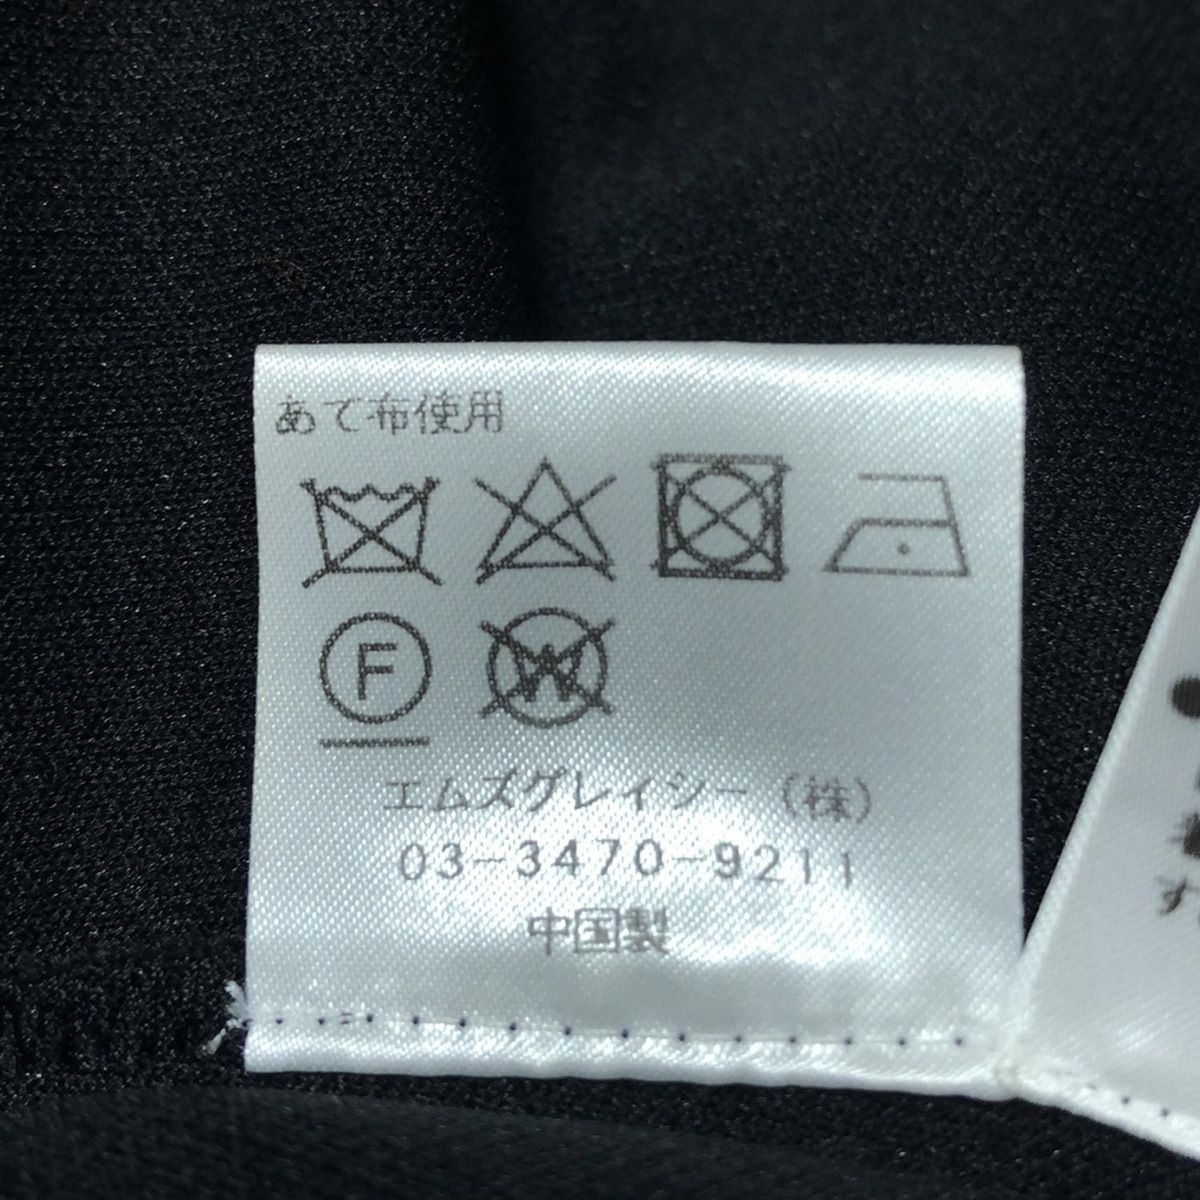 あて布使用
F W
エムズグレイシー（株）
03-3470-9211
中国製
す